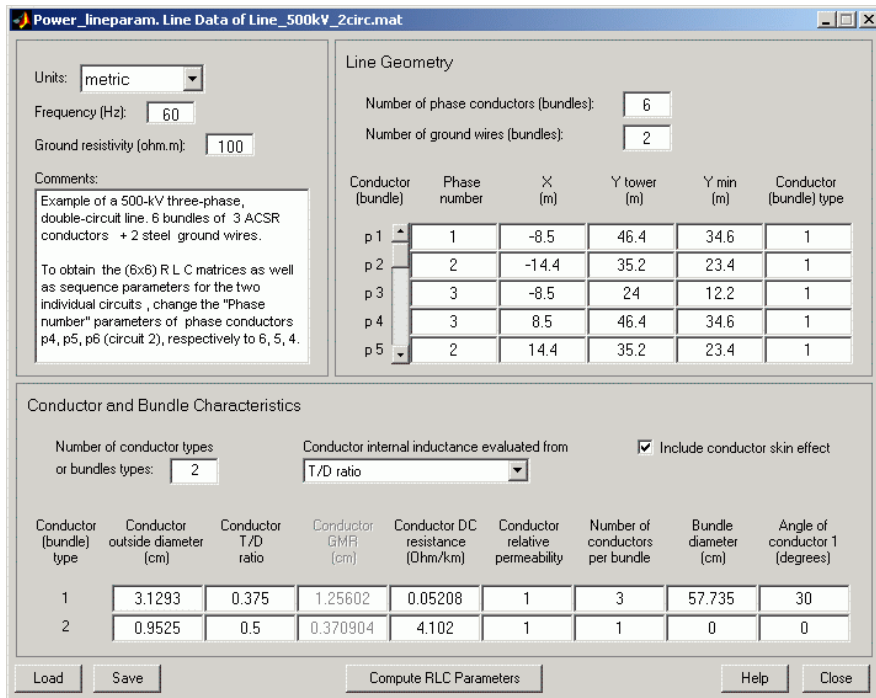 Power_lineparam. Line Data of Line_500kV_2circ.mat
Units: metric
Frequency (Hz): 60
Ground resistivity (ohm.m): 100
Comments:
Example of a 500-kV three-phase,
double-circuit line. 6 bundles of 3 ACSR
conductors + 2 steel ground wires.
To obtain the (6x6) R L C matrices as well
as sequence parameters for the two
individual circuits , change the "Phase
number" parameters of phase conductors
p4, p5, p6 (circuit 2), respectively to 6, 5, 4.
Line Geometry
Number of phase conductors (bundles): 6
Number of ground wires (bundles): 2
Conductor Phase X Y tower Y min Conductor
(bundle) number (m) (m) (m) (bundle) type
p 1 1 -8.5 46.4 34.6 1
p 2 2 -14.4 35.2 23.4 1
p 3 3 -8.5 24 12.2 1
p 4 3 8.5 46.4 34.6 1
p 5 2 14.4 35.2 23.4 1
Conductor and Bundle Characteristics
Number of conductor types
or bundles types: 2
Conductor internal inductance evaluated from
T/D ratio
Include conductor skin effect
Conductor Conductor Conductor Conductor Conductor DC Conductor Number of Bundle Angle of
(bundle) outside diameter T/D GMR resistance relative conductors diameter conductor 1
type (cm) ratio (cm) (Ohm/km) permeability per bundle (cm) (degrees)
1 3.1293 0.375 1.25602 0.05208 1 3 57.735 30
2 0.9525 0.5 0.370904 4.102 1 1 0 0
Load Save Compute RLC Parameters Help Close